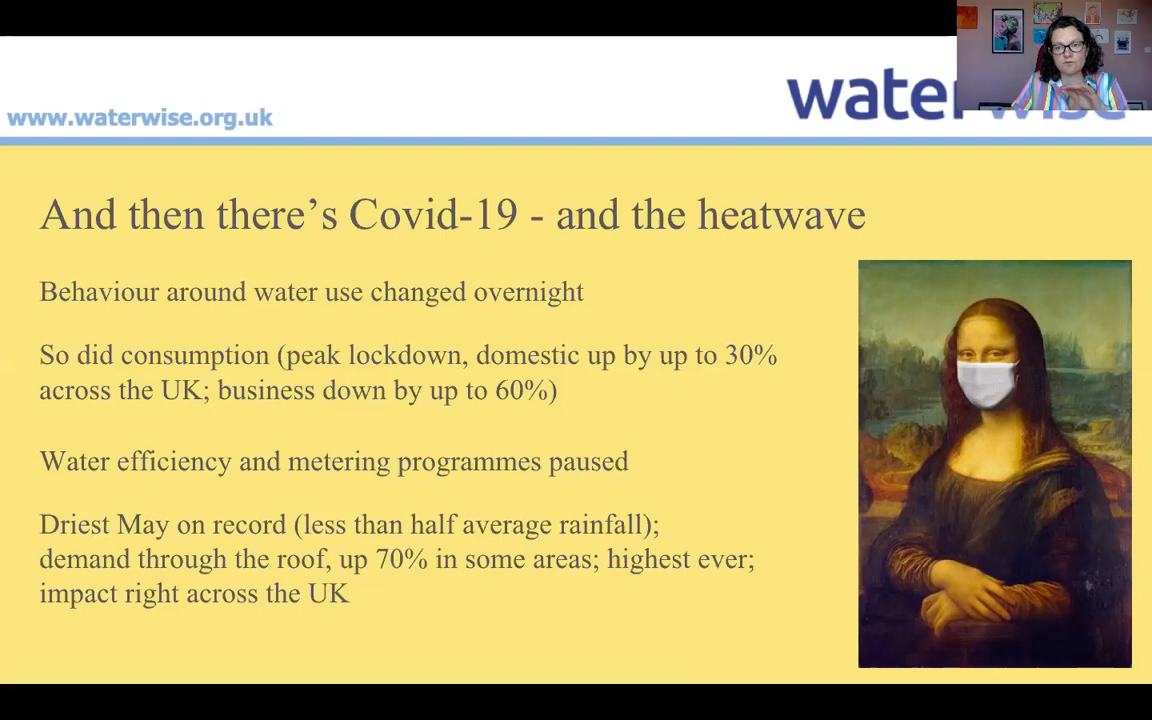 www.waterwise.org.uk
waterwise
And then there's Covid-19 - and the heatwave
Behaviour around water use changed overnight
So did consumption (peak lockdown, domestic up by up to 30%
across the UK; business down by up to 60%)
Water efficiency and metering programmes paused
Driest May on record (less than half average rainfall);
demand through the roof, up 70% in some areas; highest ever;
impact right across the UK